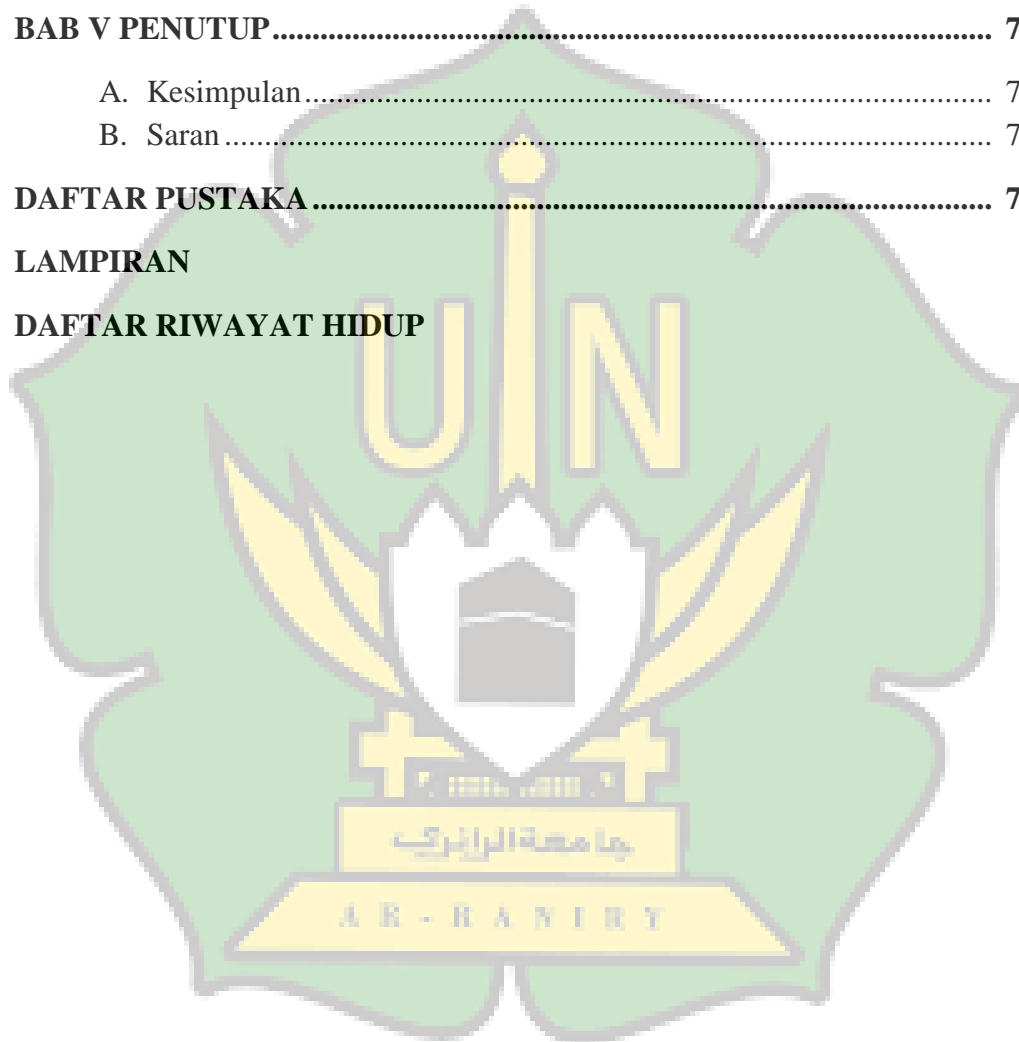 BAB V PENUTUP........................................................................................... 7
A. Kesimpulan....................................................................................... 7
B. Saran ................................................................................................. 7
DAFTAR PUSTAKA ...................................................................................... 7
LAMPIRAN
DAFTAR RIWAYAT HIDUP
U N
جامعة الرانري
AR-RANIRY